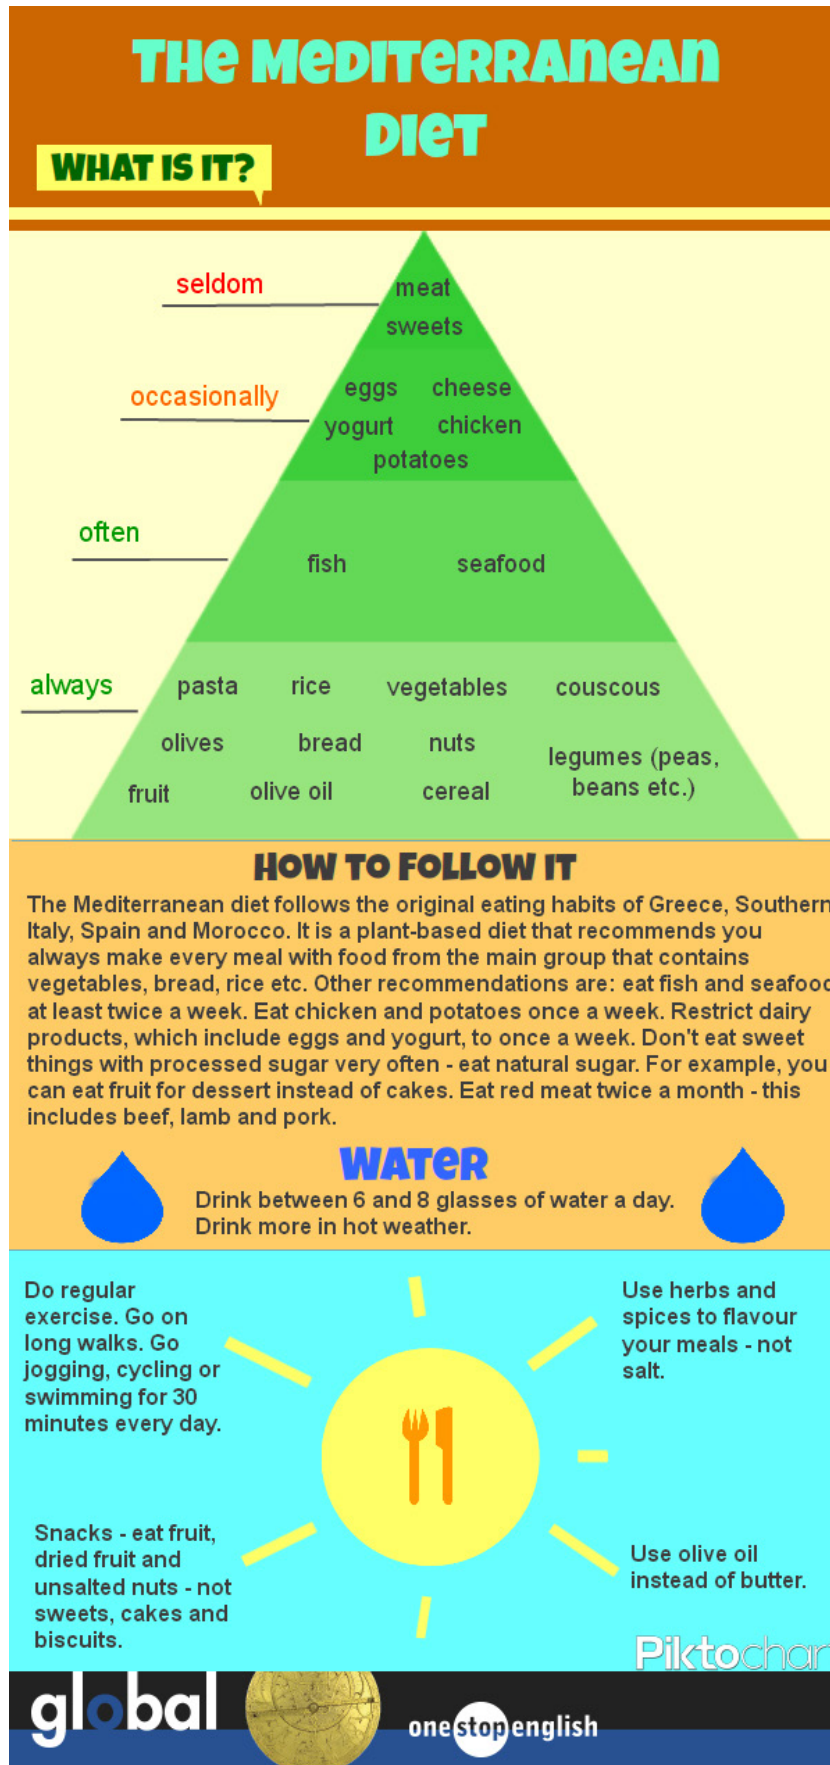 THE MEDITERRANEAN
DIET
WHAT IS IT?
seldom
meat
sweets
occasionally
eggs cheese
yogurt chicken
potatoes
often
fish seafood
always
pasta rice vegetables couscous
olives bread nuts
legumes (peas,
beans etc.)
fruit olive oil cereal
HOW TO FOLLOW IT
The Mediterranean diet follows the original eating habits of Greece, Southern
Italy, Spain and Morocco. It is a plant-based diet that recommends you
always make every meal with food from the main group that contains
vegetables, bread, rice etc. Other recommendations are: eat fish and seafood
at least twice a week. Eat chicken and potatoes once a week. Restrict dairy
products, which include eggs and yogurt, to once a week. Don't eat sweet
things with processed sugar very often - eat natural sugar. For example, you
can eat fruit for dessert instead of cakes. Eat red meat twice a month - this
includes beef, lamb and pork.
WATER
Drink between 6 and 8 glasses of water a day.
Drink more in hot weather.
Do regular
exercise. Go on
long walks. Go
jogging, cycling or
swimming for 30
minutes every day.
Use herbs and
spices to flavour
your meals - not
salt.
Snacks - eat fruit,
dried fruit and
unsalted nuts - not
sweets, cakes and
biscuits.
Use olive oil
instead of butter.
Piktochar
global
onestopenglish